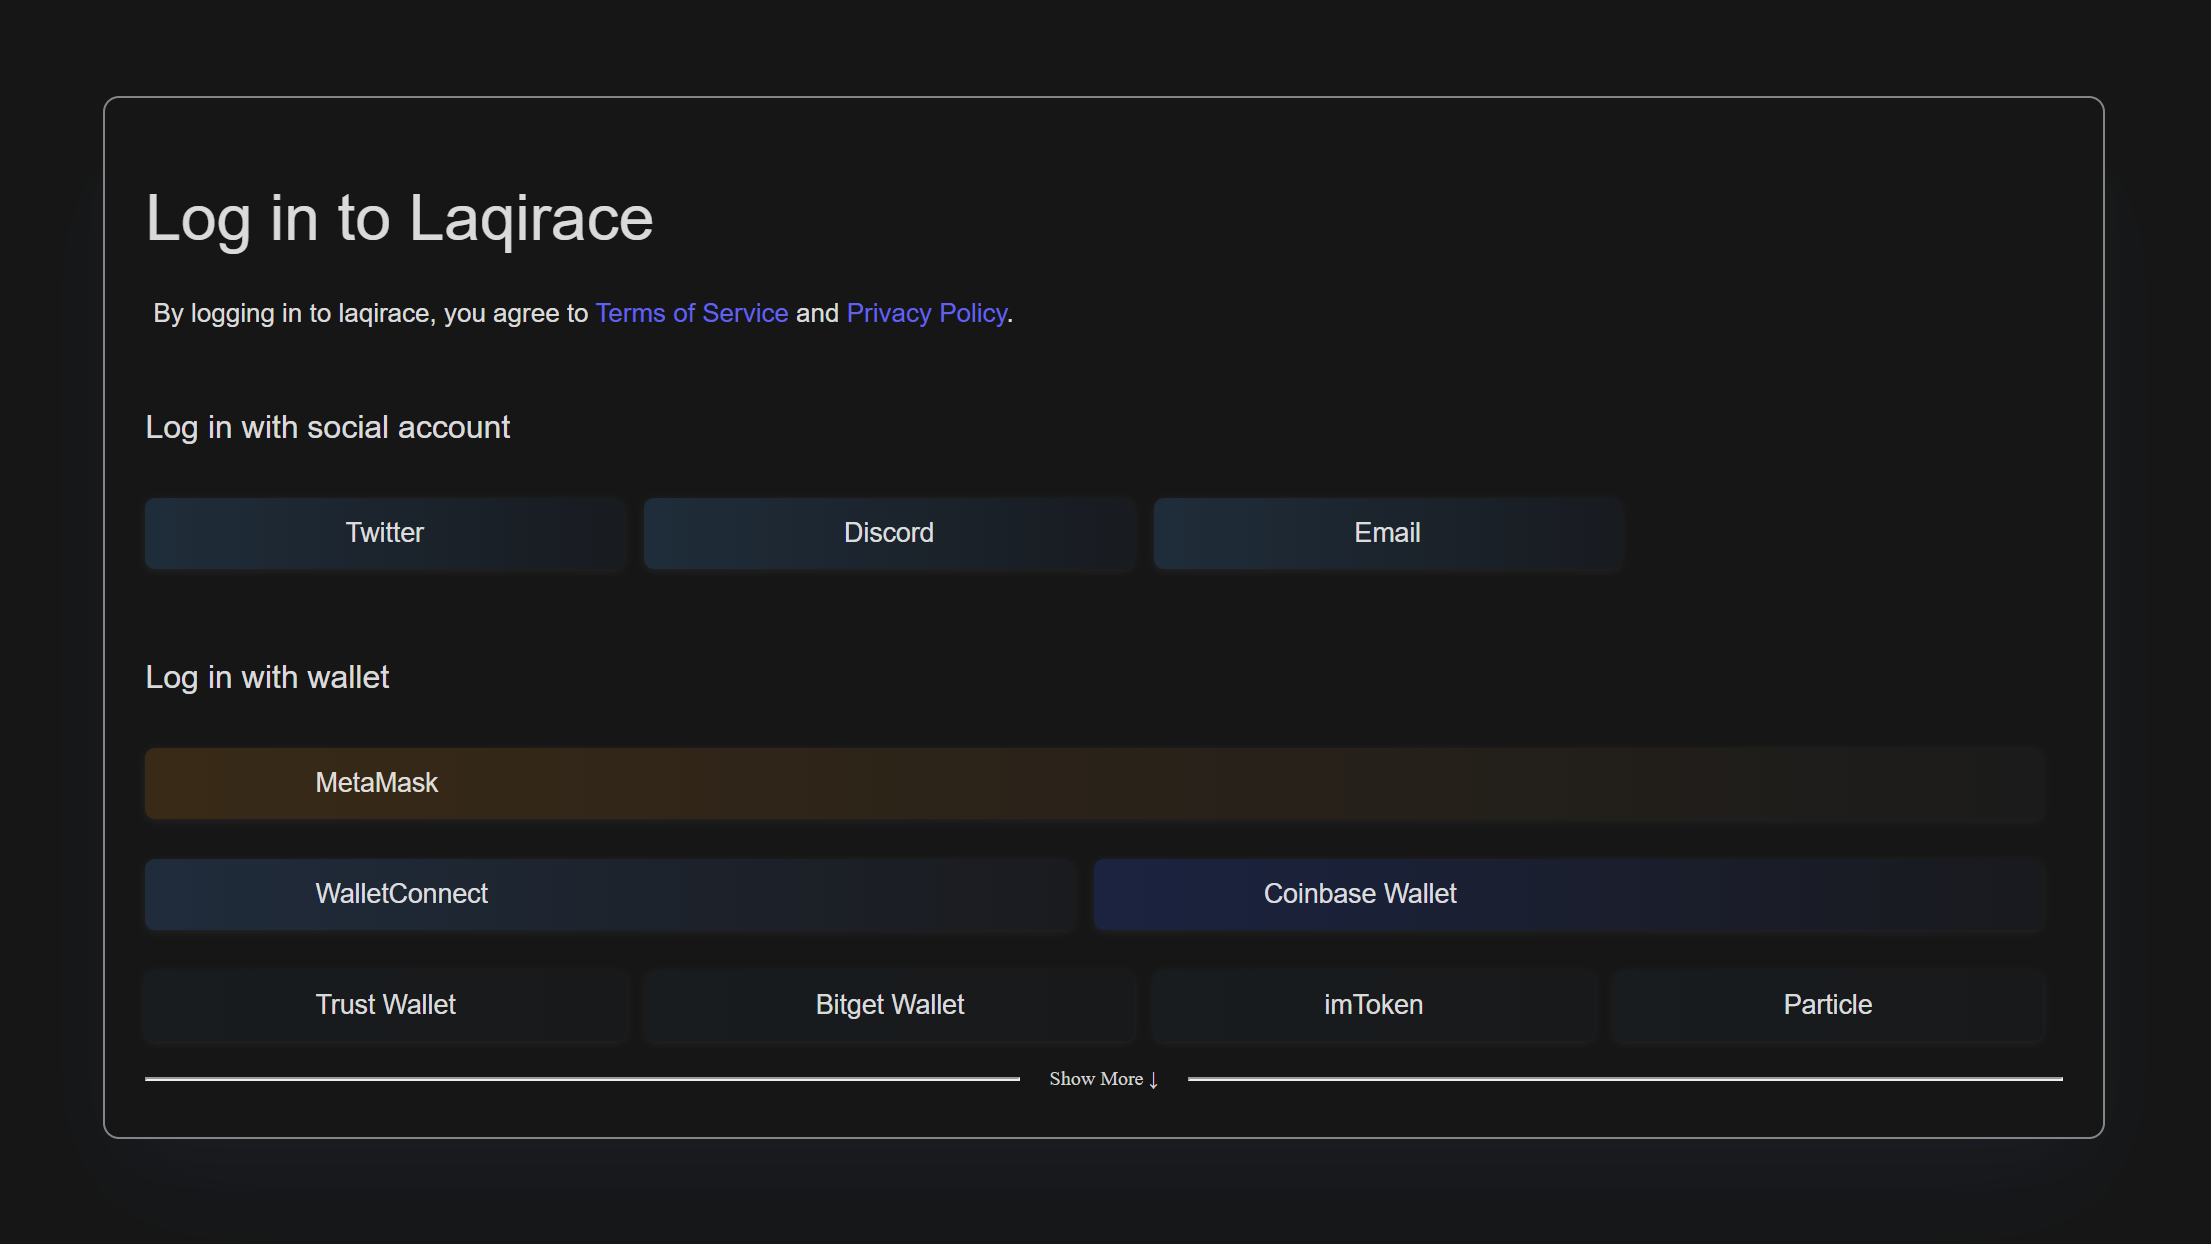 Log in to Laqirace
By logging in to laqirace, you agree to Terms of Service and Privacy Policy.
Log in with social account
Twitter
Discord
Email
Log in with wallet
MetaMask
WalletConnect
Coinbase Wallet
Trust Wallet
Bitget Wallet
imToken
Particle
Show More ↓